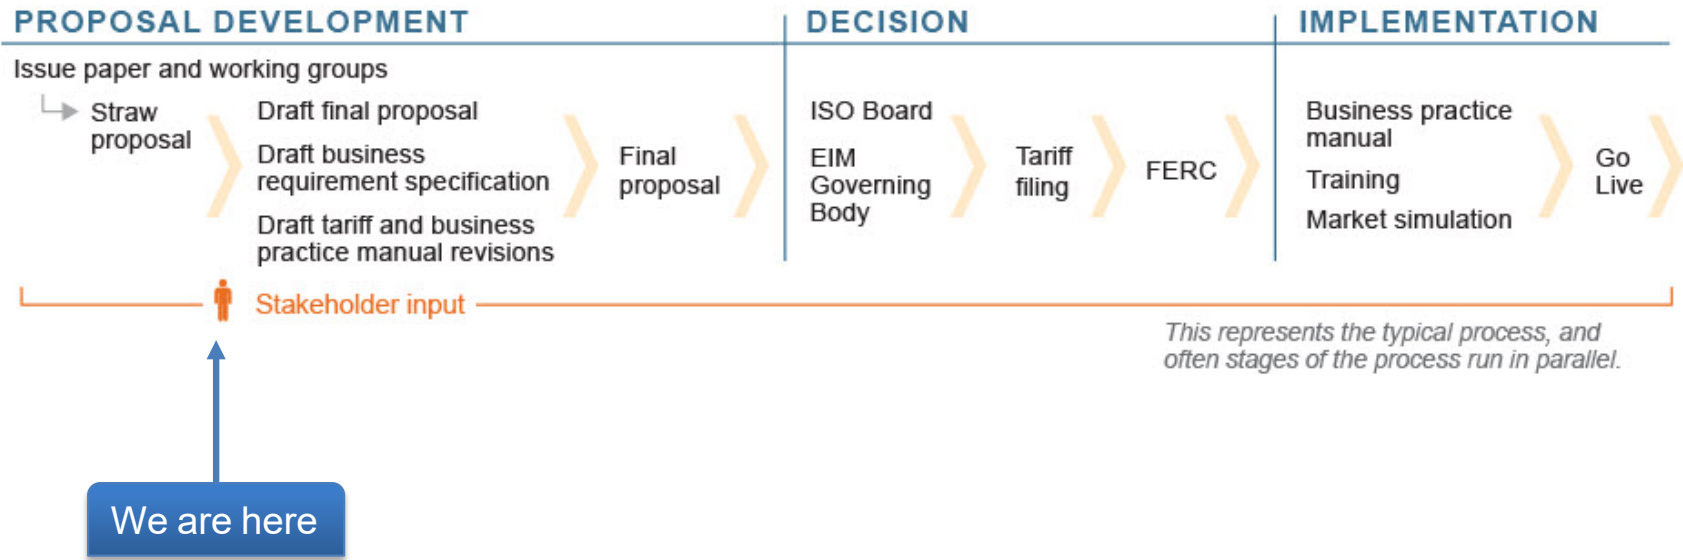 PROPOSAL DEVELOPMENT
Issue paper and working groups
Straw
proposal
Draft final proposal
Draft business
requirement specification
Draft tariff and business
practice manual revisions
Final
proposal
DECISION
ISO Board
EIM
Governing
Body
Tariff
filing
FERC
IMPLEMENTATION
Business practice
manual
Training
Market simulation
Go
Live
Stakeholder input
This represents the typical process, and
often stages of the process run in parallel.
We are here